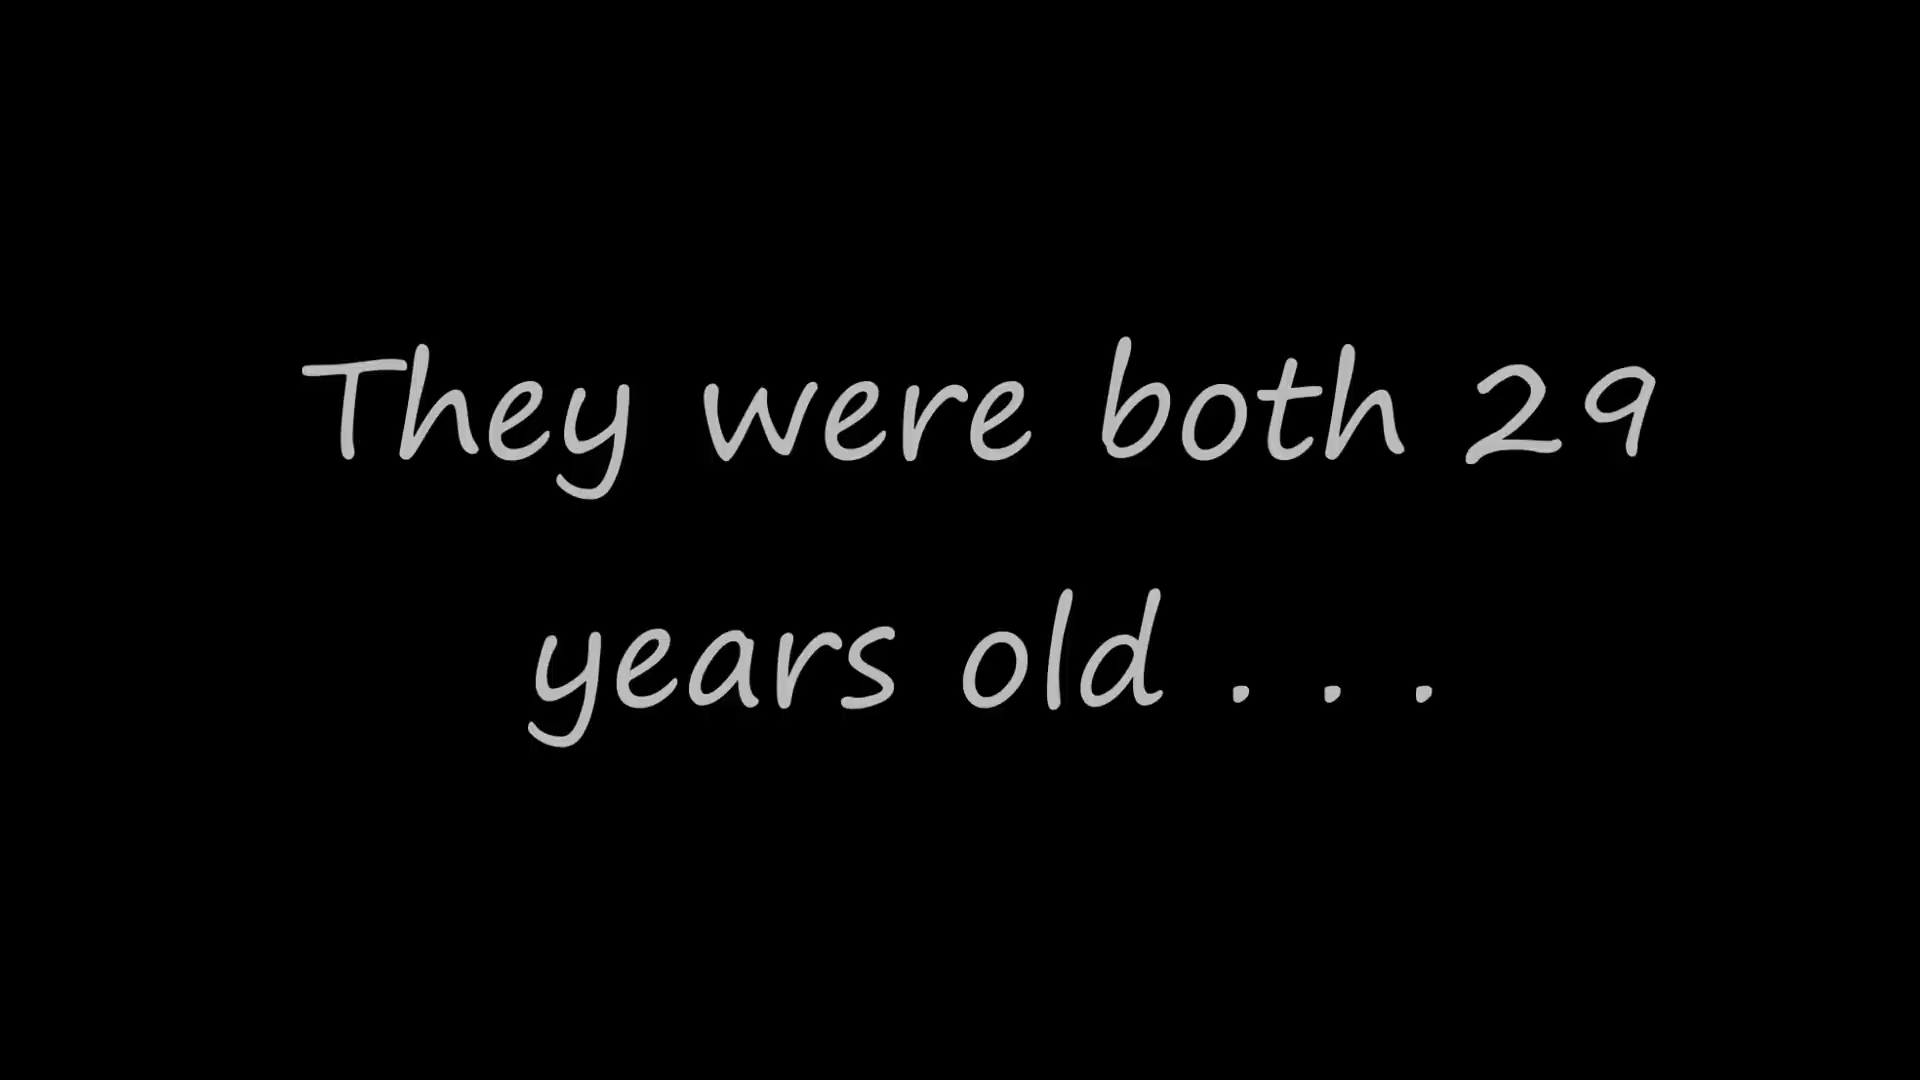 They were both 29
years old . . .